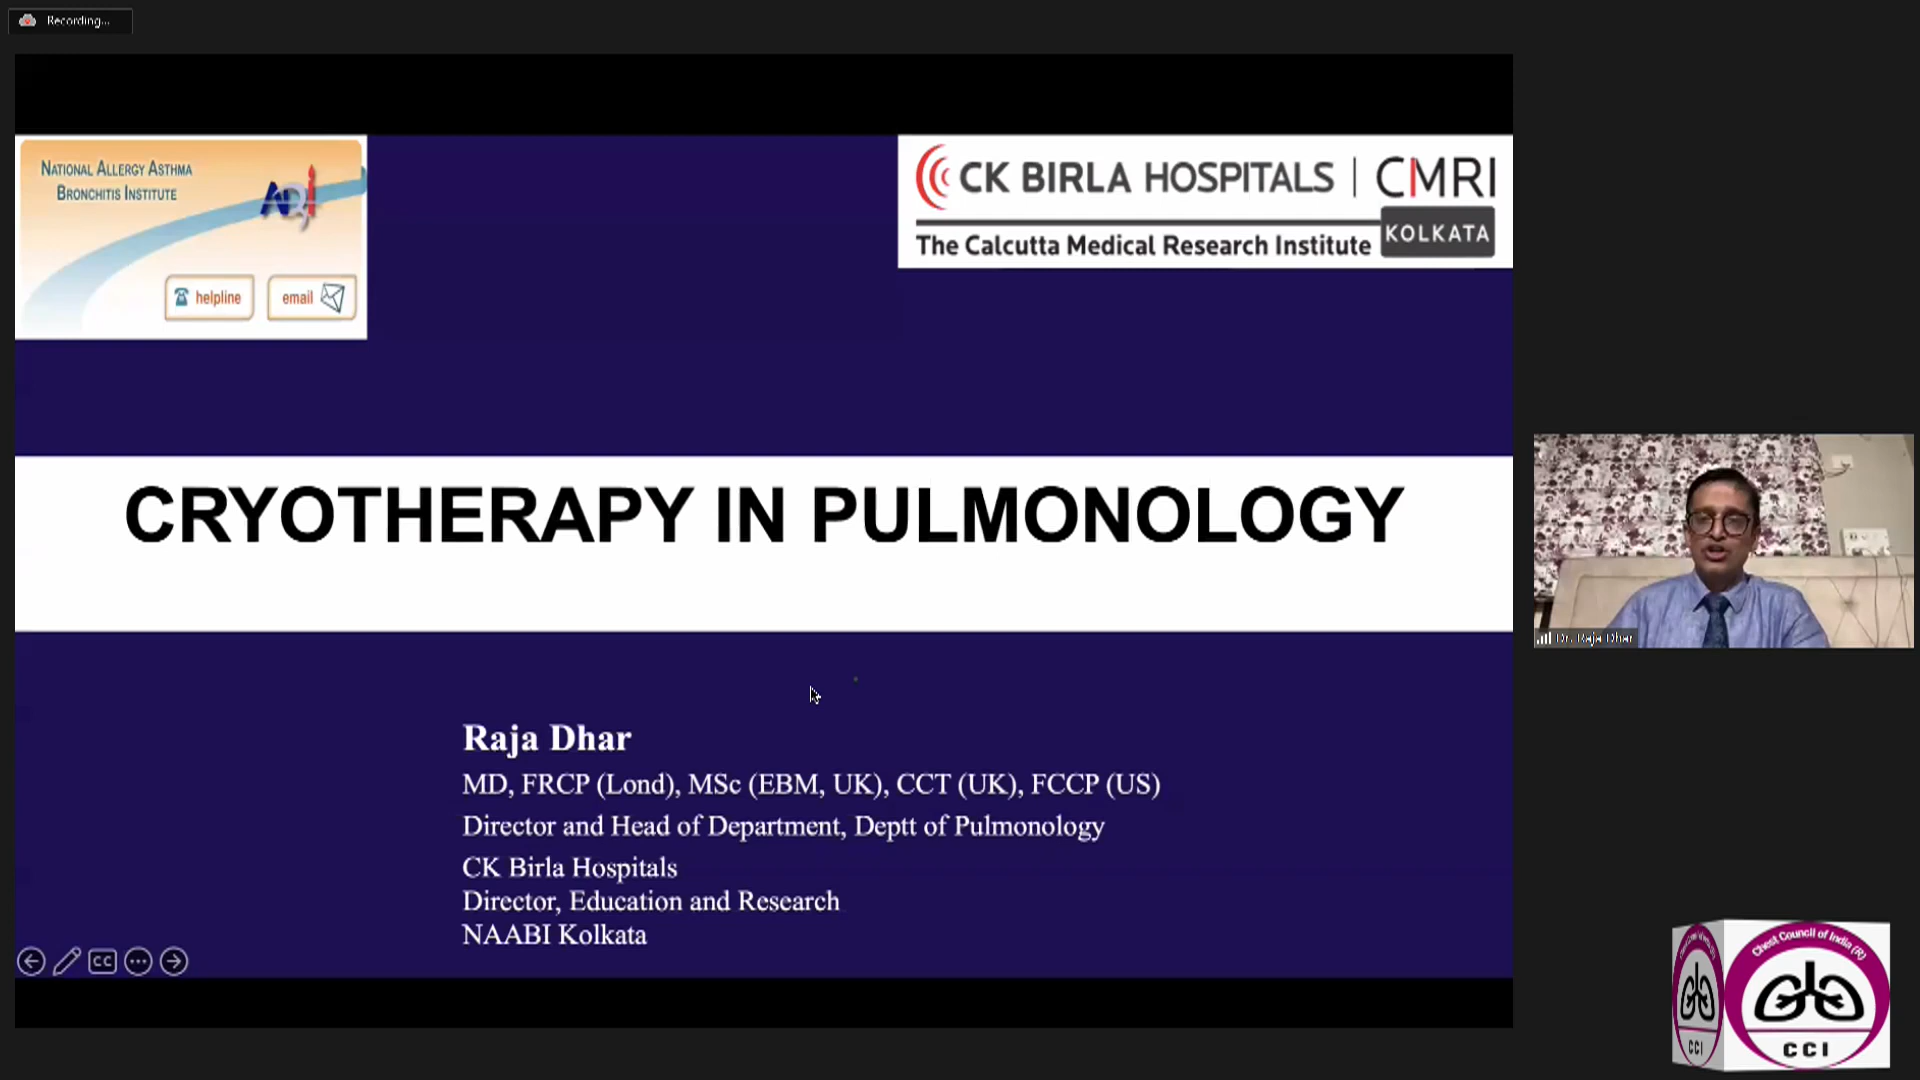 Recording...
NATIONAL ALLERGY ASTHMA
BRONCHITIS INSTITUTE
helpline
email
CK BIRLA HOSPITALS | CMRI
KOLKATA
The Calcutta Medical Research Institute
CRYOTHERAPY IN PULMONOLOGY
Raja Dhar
MD, FRCP (Lond), MSc (EBM, UK), CCT (UK), FCCP (US)
Director and Head of Department, Deptt of Pulmonology
CK Birla Hospitals
Director, Education and Research
NAABI Kolkata
CC
Dr. Raja Dhar
Chest Council of India (R)
CCI
CCI